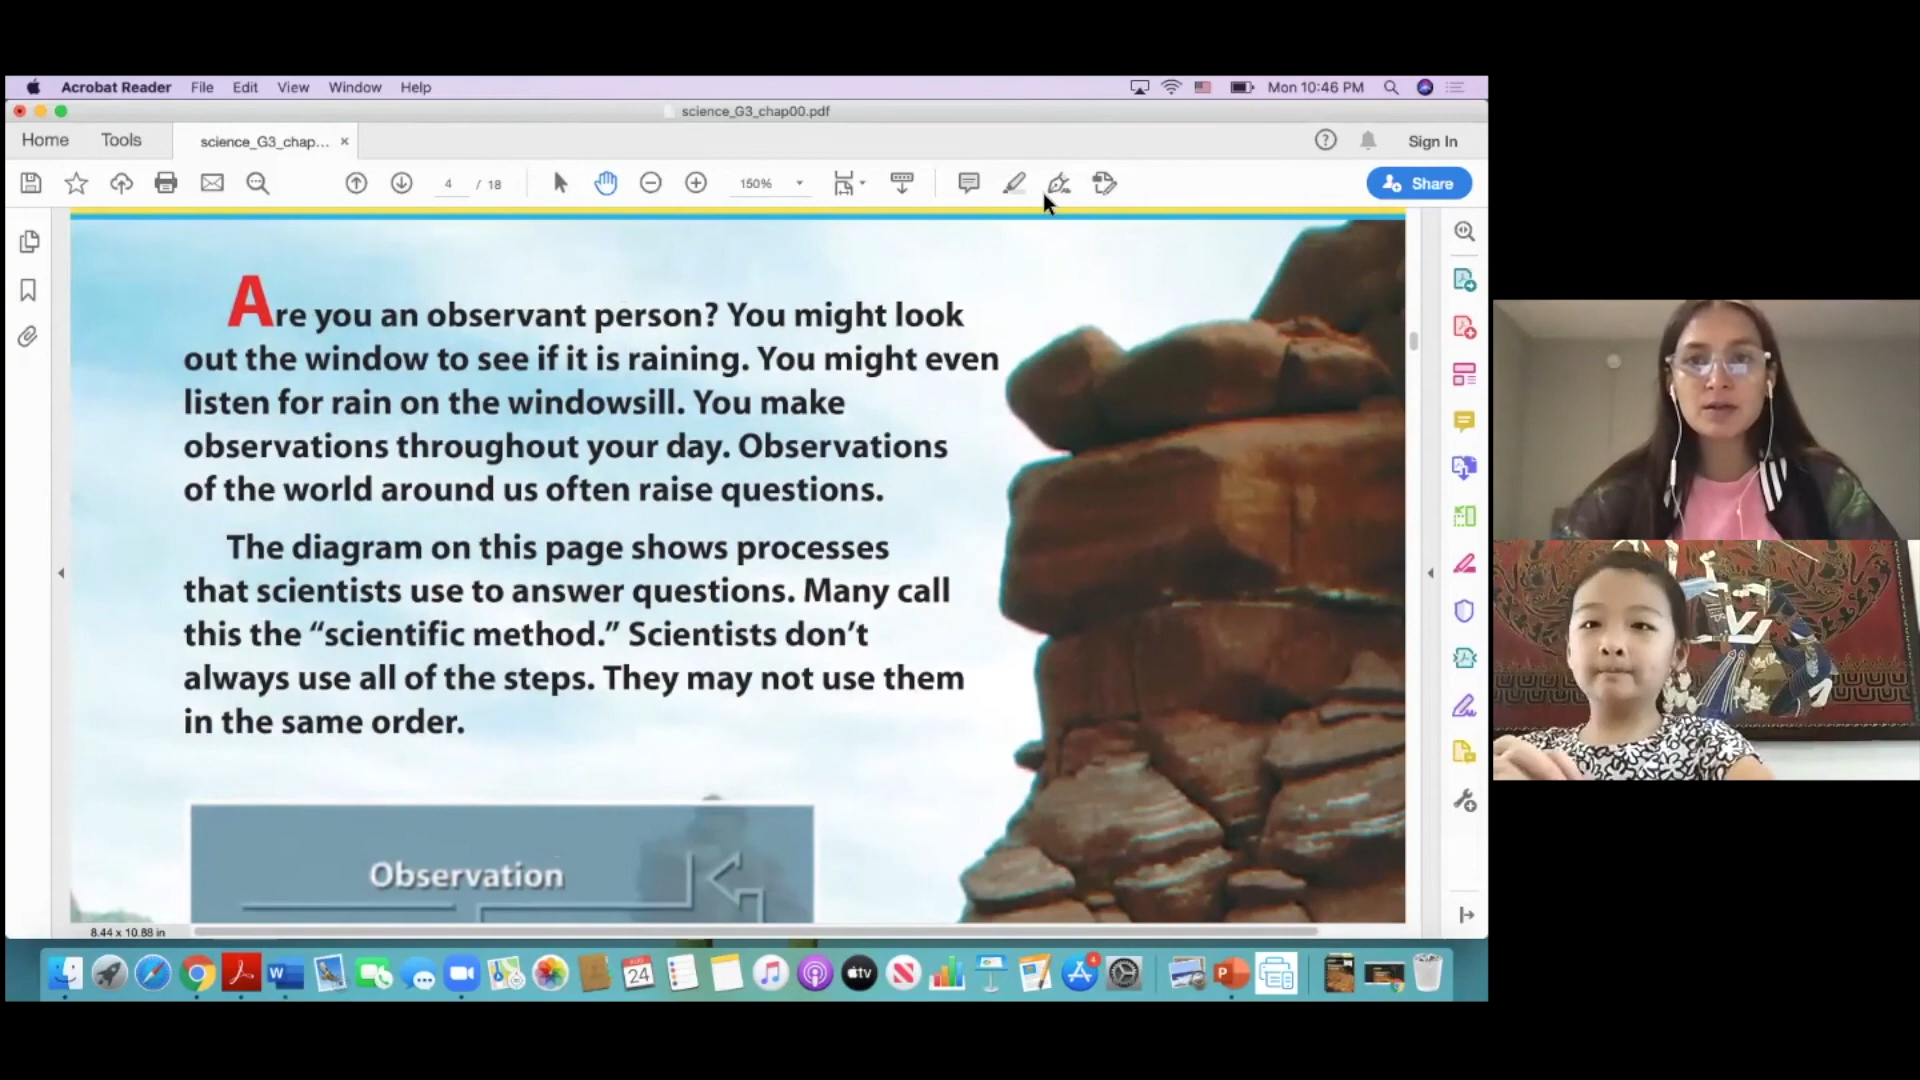 Acrobat Reader File Edit View Window Help Mon 10:46 PM
science_G3_chap00.pdf
Home Tools science_G3_chap... × Sign In
4 / 18 150% Share
Are you an observant person? You might look
out the window to see if it is raining. You might even
listen for rain on the windowsill. You make
observations throughout your day. Observations
of the world around us often raise questions.
The diagram on this page shows processes
that scientists use to answer questions. Many call
this the “scientific method.” Scientists don’t
always use all of the steps. They may not use them
in the same order.
Observation
8.44 x 10.88 in
24 tv 4